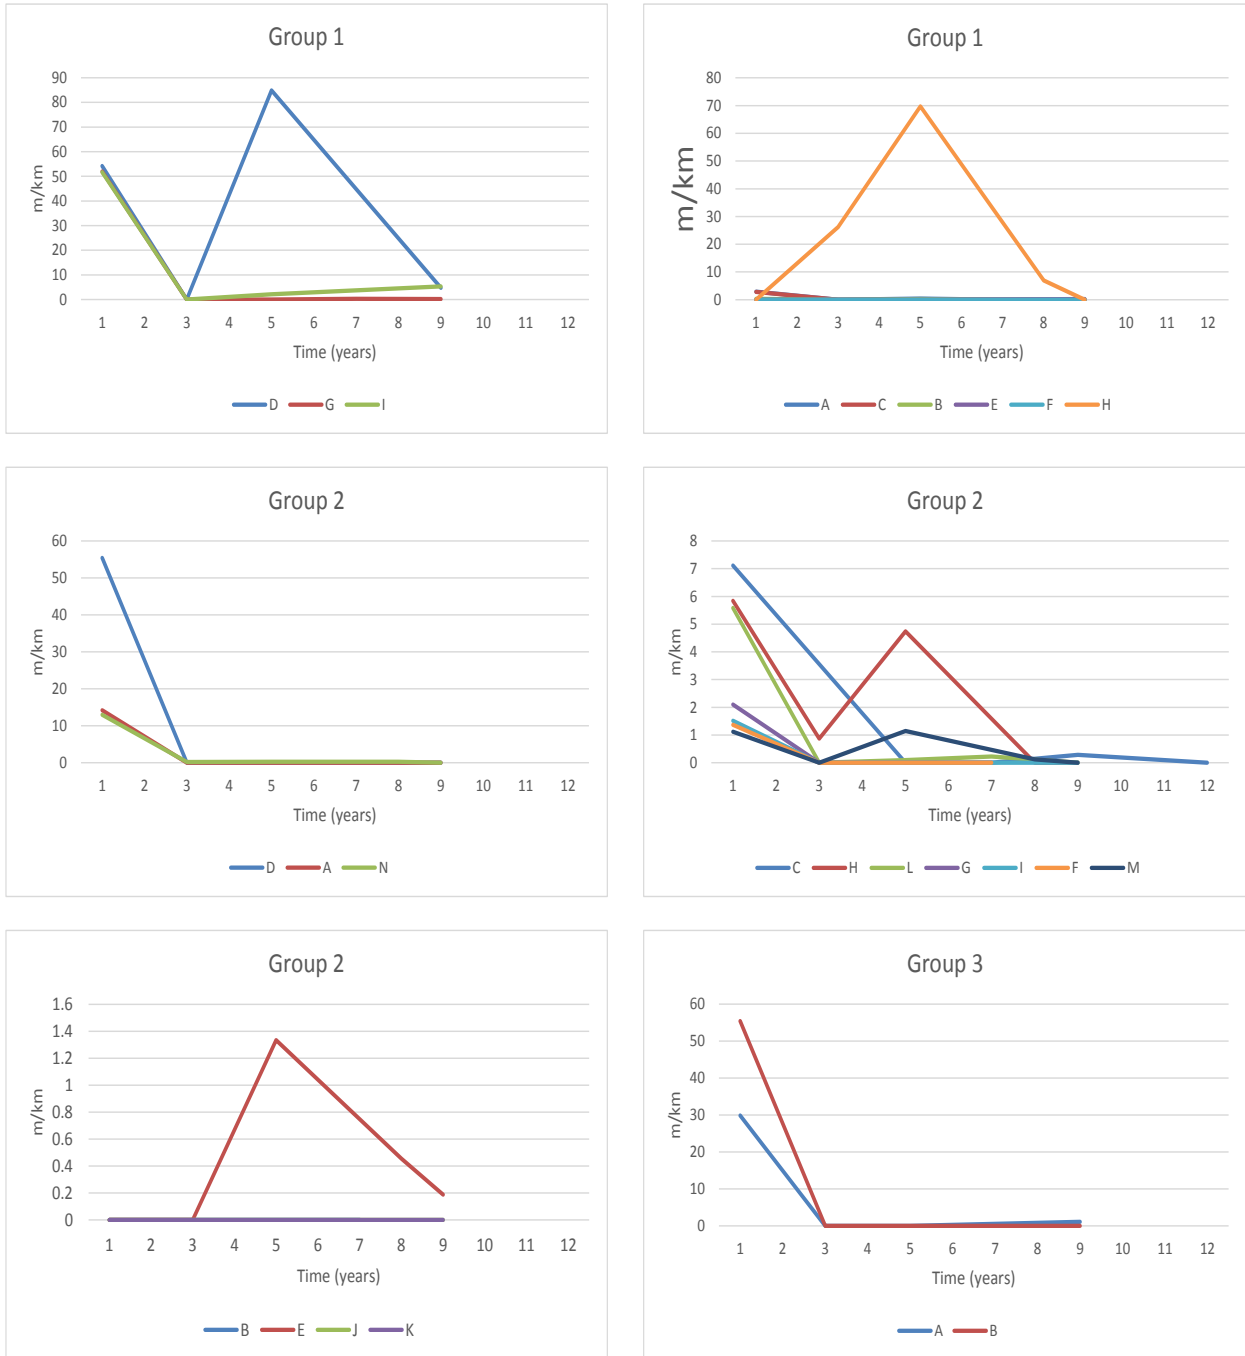 Group 1
90
80
70
60
50
40
30
20
10
0
m/km
1 2 3 4 5 6 7 8 9 10 11 12
Time (years)
D G I
Group 1
80
70
60
50
40
30
20
10
0
m/km
1 2 3 4 5 6 7 8 9 10 11 12
Time (years)
A C B E F H
Group 2
60
50
40
30
20
10
0
m/km
1 2 3 4 5 6 7 8 9 10 11 12
Time (years)
D A N
Group 2
8
7
6
5
4
3
2
1
0
m/km
1 2 3 4 5 6 7 8 9 10 11 12
Time (years)
C H L G I F M
Group 2
1.6
1.4
1.2
1
0.8
0.6
0.4
0.2
0
m/km
1 2 3 4 5 6 7 8 9 10 11 12
Time (years)
B E J K
Group 3
60
50
40
30
20
10
0
m/km
1 2 3 4 5 6 7 8 9 10 11 12
Time (years)
A B